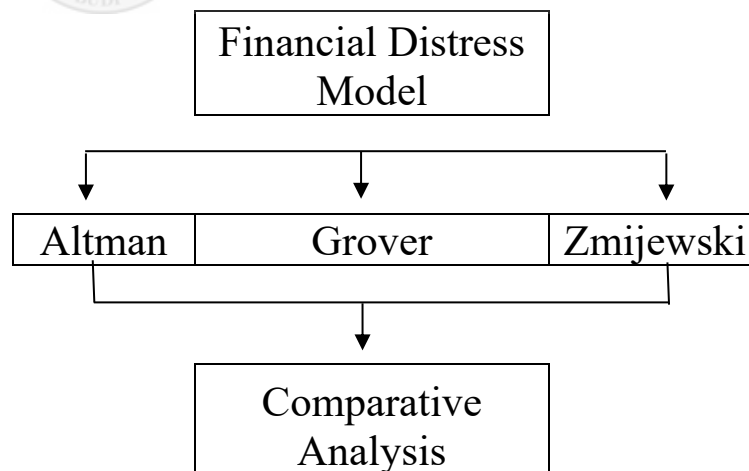 Financial Distress
Model
Altman Grover Zmijewski
Comparative
Analysis